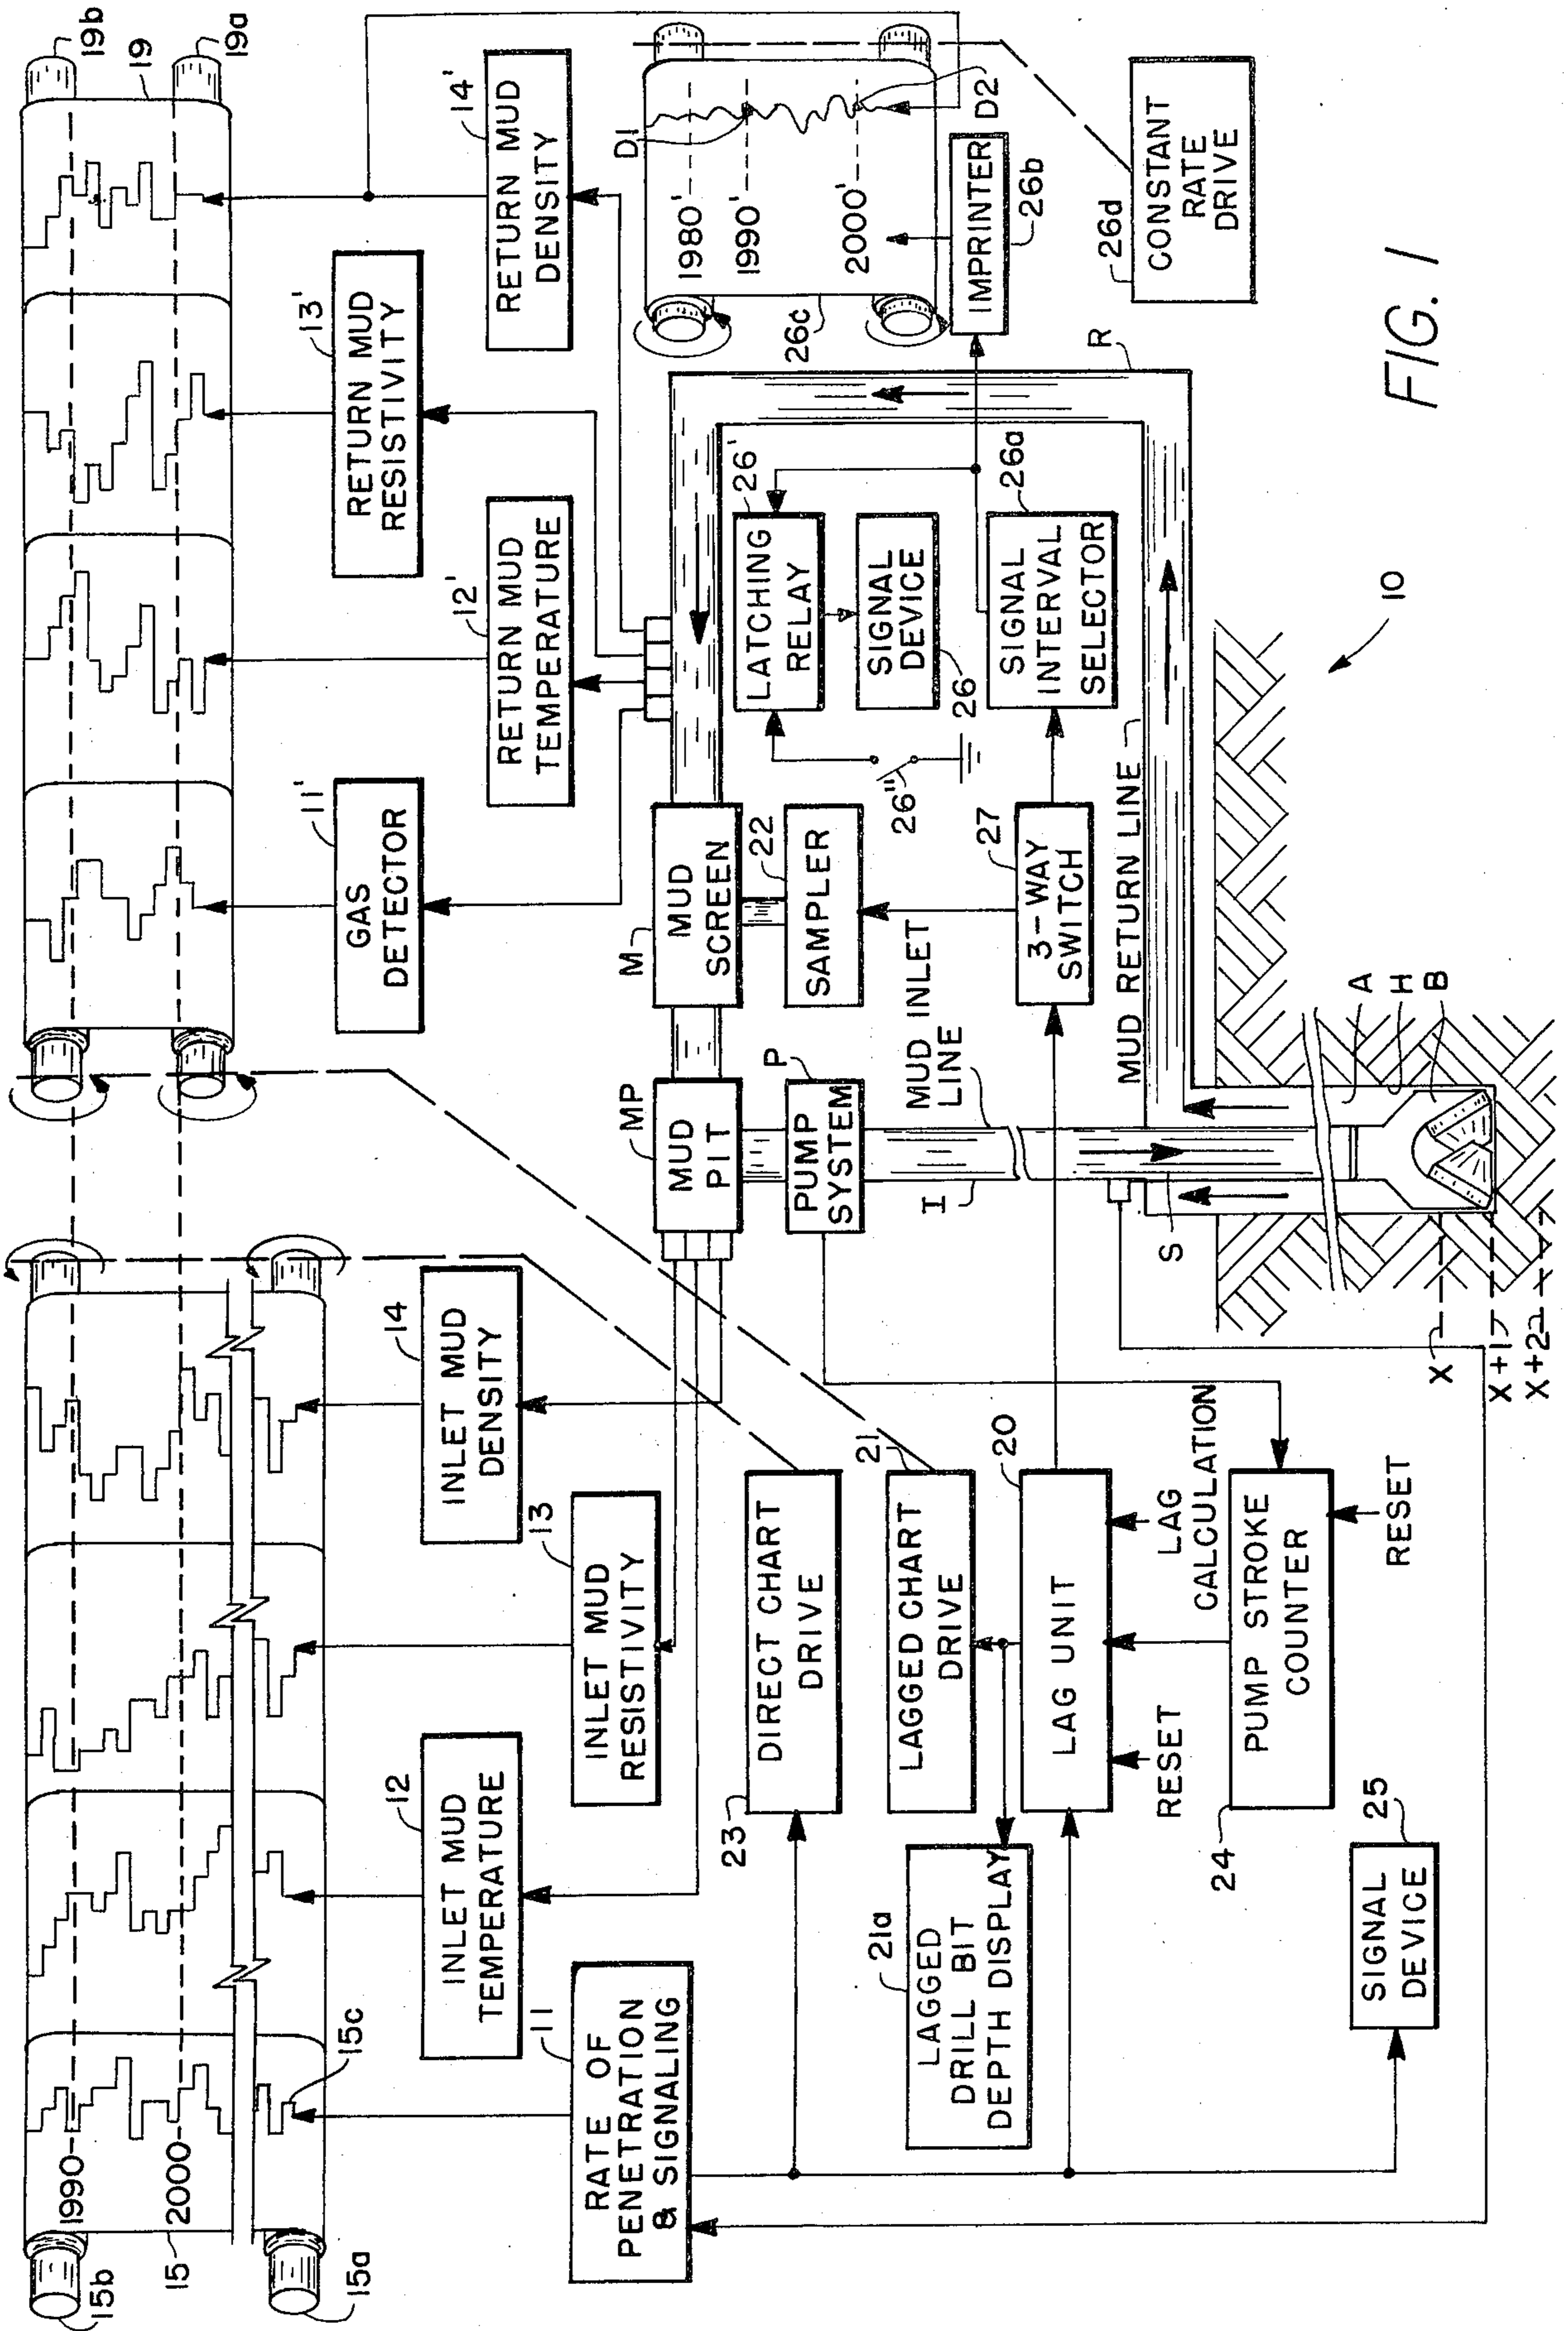 19b
19
19a
14'
RETURN MUD
DENSITY
13'
RETURN MUD
RESISTIVITY
12'
RETURN MUD
TEMPERATURE
11'
GAS
DETECTOR
D1
1980'
1990'
2000'
D2
26c
IMPRINTER
26b
26d
CONSTANT
RATE
DRIVE
FIG. 1
R
26'
LATCHING
RELAY
SIGNAL
DEVICE
26
26"
26a
SIGNAL
INTERVAL
SELECTOR
M
MUD
SCREEN
22
SAMPLER
27
3-WAY
SWITCH
MUD RETURN LINE
10
MP
MUD
PIT
P
PUMP
SYSTEM
MUD INLET
LINE
I
S
A
H
B
X
X+1
X+2
1990
2000
15b
15
15a
15c
14
INLET MUD
DENSITY
13
INLET MUD
RESISTIVITY
12
INLET MUD
TEMPERATURE
11
RATE OF
PENETRATION
& SIGNALING
23
DIRECT CHART
DRIVE
21
LAGGED CHART
DRIVE
21a
LAGGED
DRILL BIT
DEPTH DISPLAY
20
LAG UNIT
LAG
CALCULATION
RESET
24
PUMP STROKE
COUNTER
RESET
25
SIGNAL
DEVICE